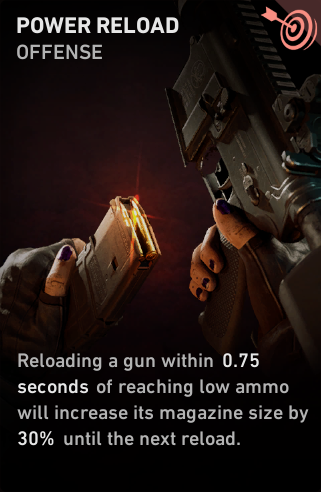 POWER RELOAD
OFFENSE
Reloading a gun within 0.75
seconds of reaching low ammo
will increase its magazine size by
30% until the next reload.